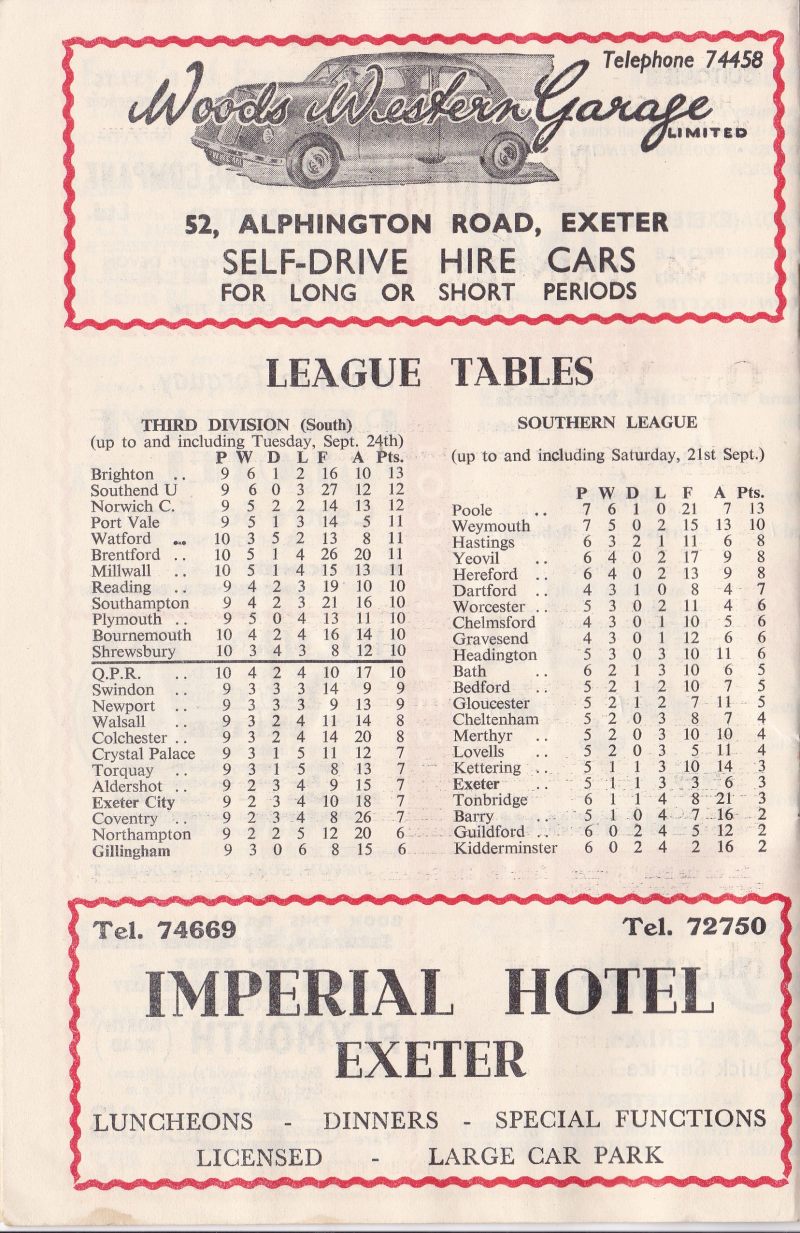 Telephone 74458
Woods Western Garage
LIMITED
52, ALPHINGTON ROAD, EXETER
SELF-DRIVE HIRE CARS
FOR LONG OR SHORT PERIODS
LEAGUE TABLES
THIRD DIVISION (South)
(up to and including Tuesday, Sept. 24th)
P W D L F A Pts.
Brighton .. 9 6 1 2 16 10 13
Southend U 9 6 0 3 27 12 12
Norwich C. 9 5 2 2 14 13 12
Port Vale 9 5 1 3 14 5 11
Watford ... 10 3 5 2 13 8 11
Brentford .. 10 5 1 4 26 20 11
Millwall .. 10 5 1 4 15 13 11
Reading .. 9 4 2 3 19 10 10
Southampton 9 4 2 3 21 16 10
Plymouth .. 9 5 0 4 13 11 10
Bournemouth 10 4 2 4 16 14 10
Shrewsbury 10 3 4 3 8 12 10
Q.P.R. .. 10 4 2 4 10 17 10
Swindon .. 9 3 3 3 14 9 9
Newport .. 9 3 3 3 9 13 9
Walsall .. 9 3 2 4 11 14 8
Colchester .. 9 3 2 4 14 20 8
Crystal Palace 9 3 1 5 11 12 7
Torquay .. 9 3 1 5 8 13 7
Aldershot .. 9 2 3 4 9 15 7
Exeter City 9 2 3 4 10 18 7
Coventry .. 9 2 3 4 8 26 7
Northampton 9 2 2 5 12 20 6
Gillingham 9 3 0 6 8 15 6
SOUTHERN LEAGUE
(up to and including Saturday, 21st Sept.)
P W D L F A Pts.
Poole .. 7 6 1 0 21 7 13
Weymouth 7 5 0 2 15 13 10
Hastings .. 6 3 2 1 11 6 8
Yeovil .. 6 4 0 2 17 9 8
Hereford .. 6 4 0 2 13 9 8
Dartford .. 4 3 1 0 8 4 7
Worcester .. 5 3 0 2 11 4 6
Chelmsford 4 3 0 1 10 5 6
Gravesend 4 3 0 1 12 6 6
Headington 5 3 0 3 10 11 6
Bath .. 6 2 1 3 10 6 5
Bedford .. 5 2 1 2 10 7 5
Gloucester 5 2 1 2 7 11 5
Cheltenham 5 2 0 3 8 7 4
Merthyr .. 5 2 0 3 10 10 4
Lovells .. 5 2 0 3 5 11 4
Kettering .. 5 1 1 3 10 14 3
Exeter .. 5 1 1 3 3 6 3
Tonbridge 6 1 1 4 8 21 3
Barry .. 5 1 0 4 7 16 2
Guildford .. 6 0 2 4 5 12 2
Kidderminster 6 0 2 4 2 16 2
Tel. 74669 Tel. 72750
IMPERIAL HOTEL
EXETER
LUNCHEONS - DINNERS - SPECIAL FUNCTIONS
LICENSED - LARGE CAR PARK